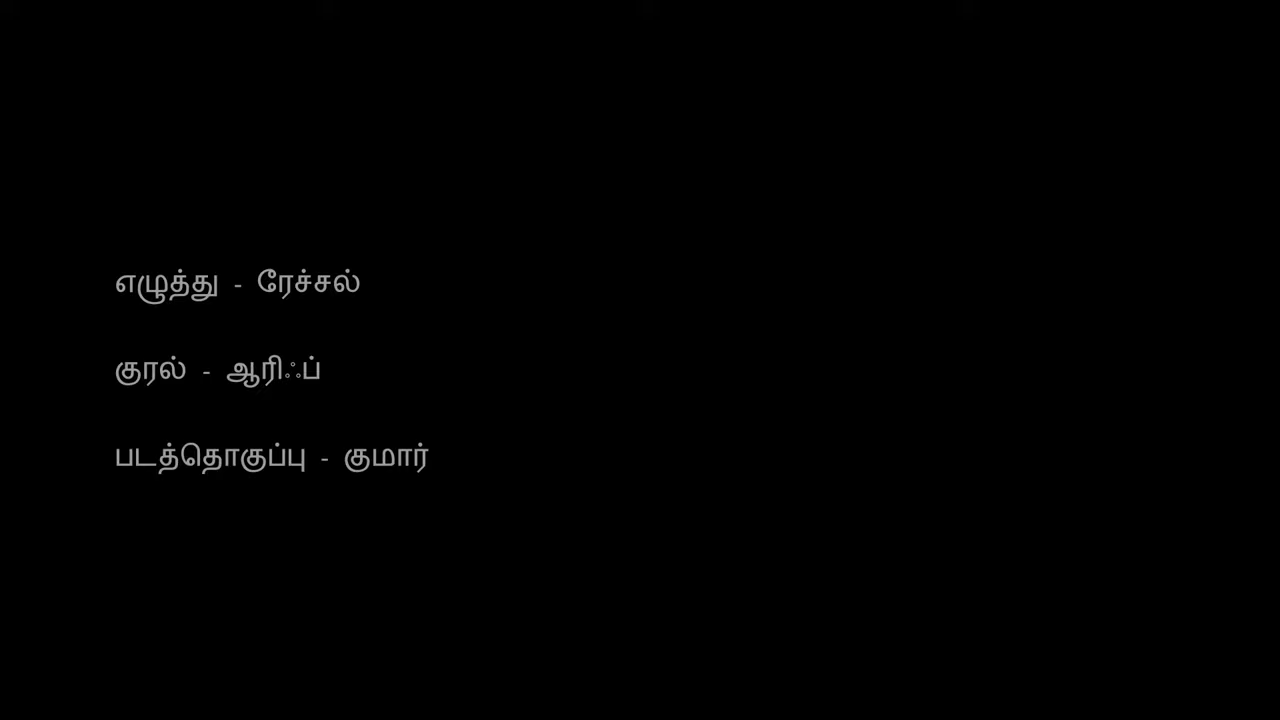 எழுத்து - ரேச்சல்
குரல் - ஆரிஃப்
படத்தொகுப்பு - குமார்